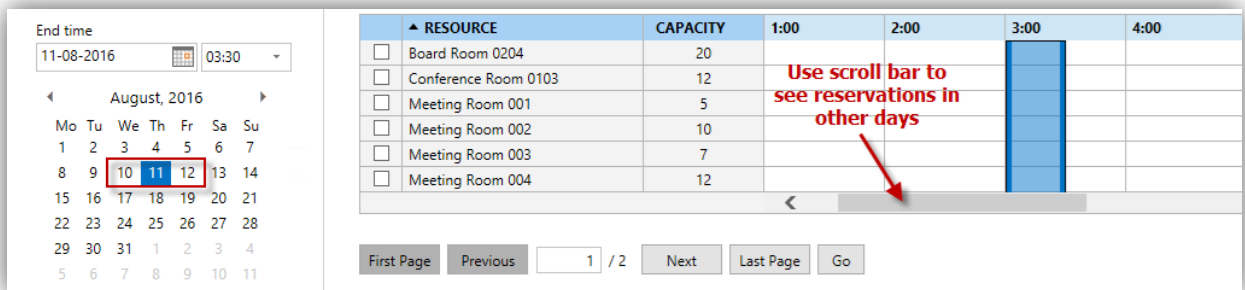 End time
11-08-2016 03:30
August, 2016
Mo Tu We Th Fr Sa Su
1 2 3 4 5 6 7
8 9 10 11 12 13 14
15 16 17 18 19 20 21
22 23 24 25 26 27 28
29 30 31 1 2 3 4
5 6 7 8 9 10 11
RESOURCE CAPACITY 1:00 2:00 3:00 4:00
Board Room 0204 20
Conference Room 0103 12
Meeting Room 001 5
Meeting Room 002 10
Meeting Room 003 7
Meeting Room 004 12
Use scroll bar to
see reservations in
other days
First Page Previous 1 / 2 Next Last Page Go